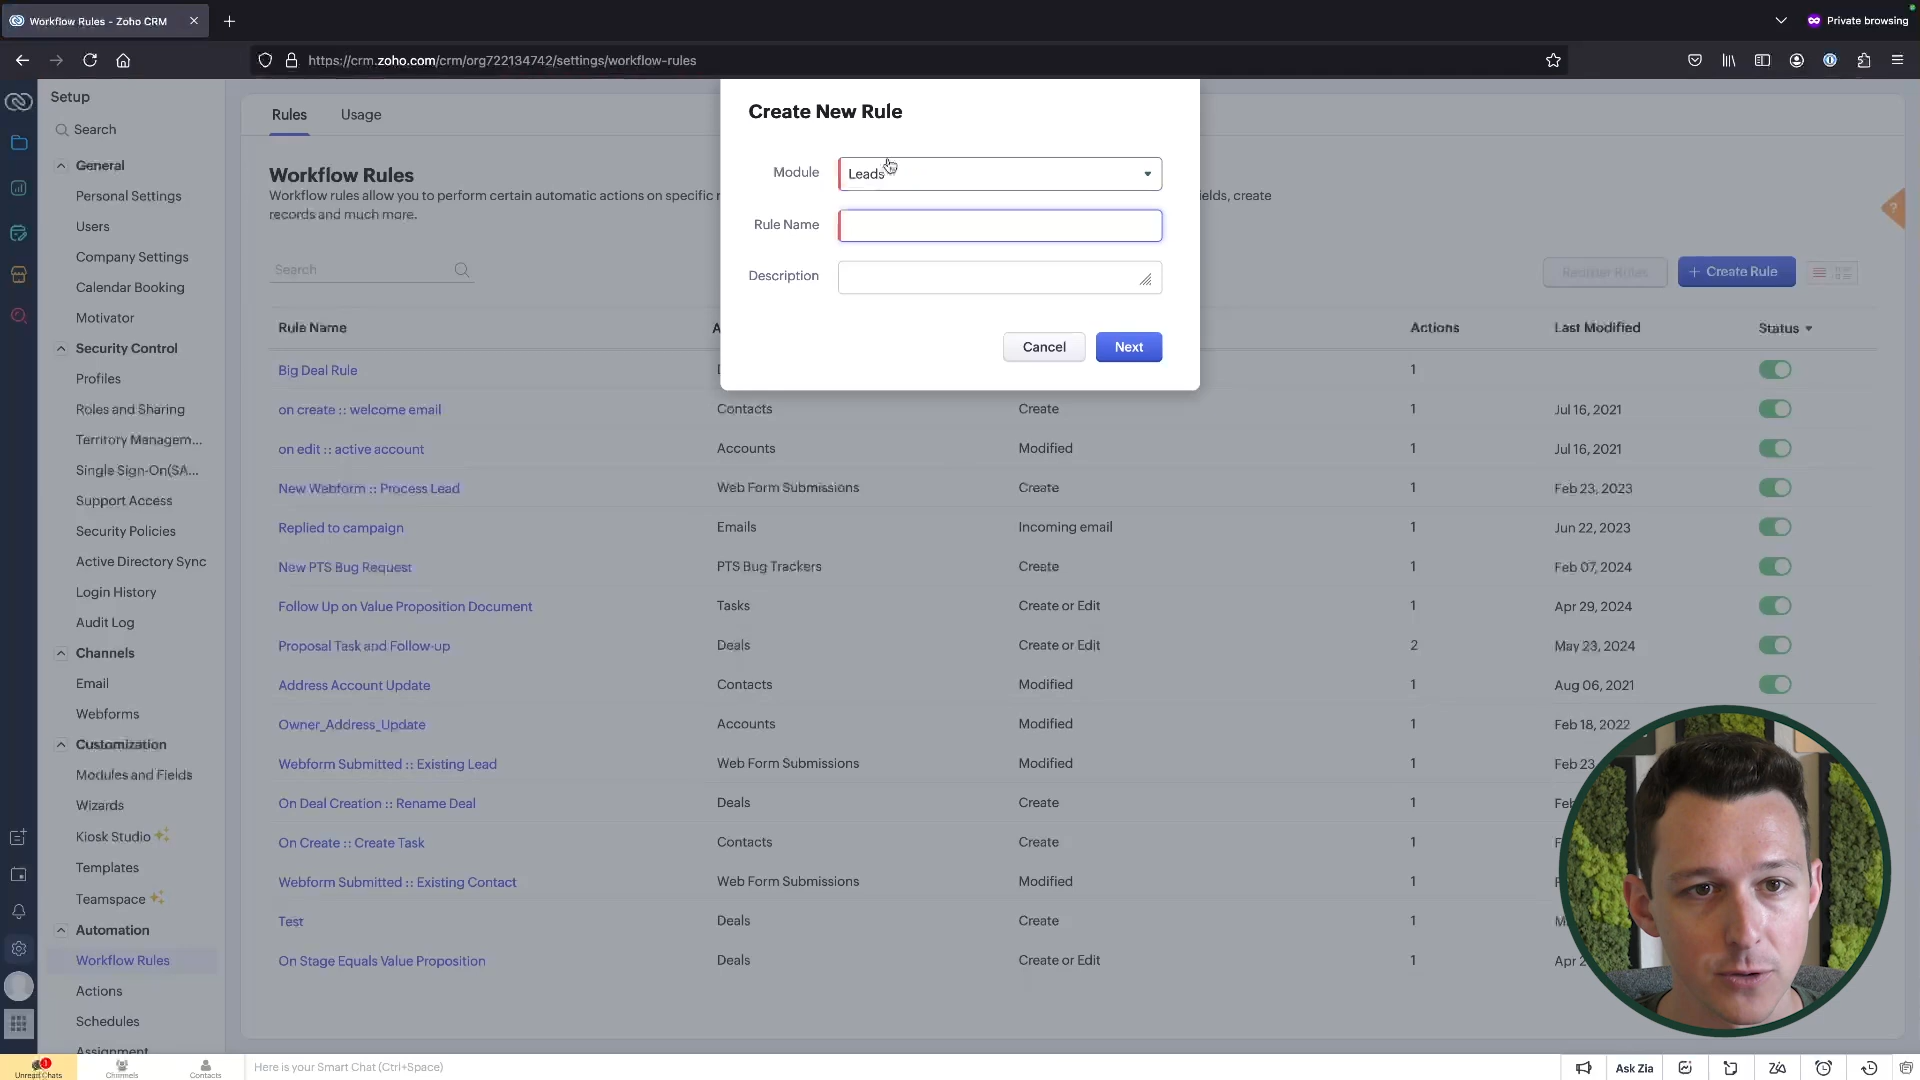 Workflow Rules - Zoho CRM
Private browsing
https://crm.zoho.com/crm/org722134742/settings/workflow-rules
Setup
Search
General
Personal Settings
Users
Company Settings
Calendar Booking
Motivator
Security Control
Profiles
Roles and Sharing
Territory Managem...
Single Sign-On(SA...
Support Access
Security Policies
Active Directory Sync
Login History
Audit Log
Channels
Email
Webforms
Customization
Modules and Fields
Wizards
Kiosk Studio
Templates
Teamspace
Automation
Workflow Rules
Actions
Schedules
Assignment
Rules Usage
Workflow Rules
Workflow rules allow you to perform certain automatic actions on specific r
ields, create
records and much more.
Search
Reorder Rules
+ Create Rule
Create New Rule
Module Leads
Rule Name
Description
Cancel Next
Rule Name A Actions Last Modified Status
Big Deal Rule 1
on create :: welcome email Contacts Create 1 Jul 16, 2021
on edit :: active account Accounts Modified 1 Jul 16, 2021
New Webform :: Process Lead Web Form Submissions Create 1 Feb 23, 2023
Replied to campaign Emails Incoming email 1 Jun 22, 2023
New PTS Bug Request PTS Bug Trackers Create 1 Feb 07, 2024
Follow Up on Value Proposition Document Tasks Create or Edit 1 Apr 29, 2024
Proposal Task and Follow-up Deals Create or Edit 2 May 23, 2024
Address Account Update Contacts Modified 1 Aug 06, 2021
Owner_Address_Update Accounts Modified 1 Feb 18, 2022
Webform Submitted :: Existing Lead Web Form Submissions Modified 1 Feb 23
On Deal Creation :: Rename Deal Deals Create 1 Feb
On Create :: Create Task Contacts Create 1 F
Webform Submitted :: Existing Contact Web Form Submissions Modified 1 F
Test Deals Create 1 M
On Stage Equals Value Proposition Deals Create or Edit 1 Apr 2
1
Unread Chats
Channels
Contacts
Here is your Smart Chat (Ctrl+Space)
Ask Zia